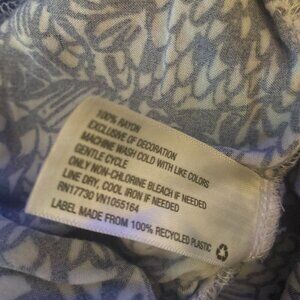 100% RAYON
EXCLUSIVE OF DECORATION
MACHINE WASH COLD WITH LIKE COLORS
GENTLE CYCLE
ONLY NON-CHLORINE BLEACH IF NEEDED
LINE DRY, COOL IRON IF NEEDED
RN17730 VN1055164
LABEL MADE FROM 100% RECYCLED PLASTIC